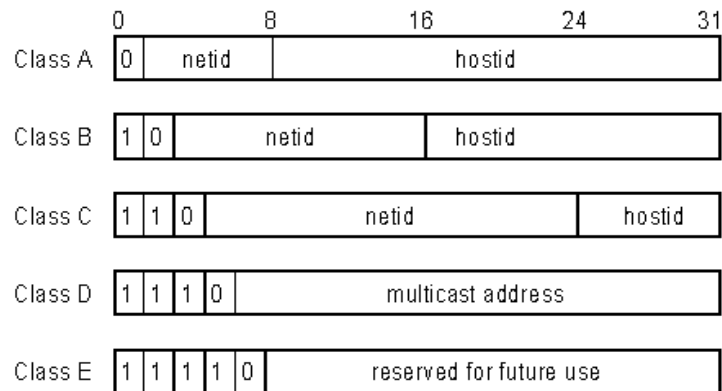 0 8 16 24 31
Class A 0 netid hostid
Class B 1 0 netid hostid
Class C 1 1 0 netid hostid
Class D 1 1 1 0 multicast address
Class E 1 1 1 1 0 reserved for future use